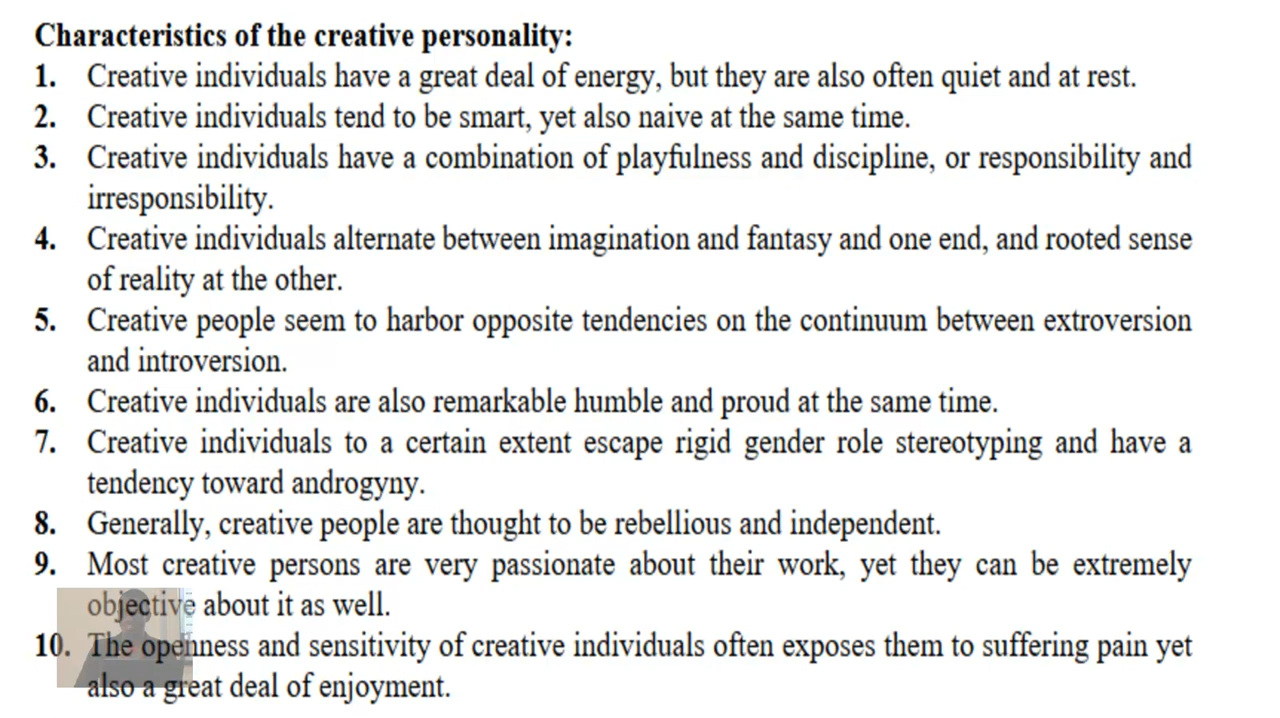 Characteristics of the creative personality:
1. Creative individuals have a great deal of energy, but they are also often quiet and at rest.
2. Creative individuals tend to be smart, yet also naive at the same time.
3. Creative individuals have a combination of playfulness and discipline, or responsibility and
irresponsibility.
4. Creative individuals alternate between imagination and fantasy and one end, and rooted sense
of reality at the other.
5. Creative people seem to harbor opposite tendencies on the continuum between extroversion
and introversion.
6. Creative individuals are also remarkable humble and proud at the same time.
7. Creative individuals to a certain extent escape rigid gender role stereotyping and have a
tendency toward androgyny.
8. Generally, creative people are thought to be rebellious and independent.
9. Most creative persons are very passionate about their work, yet they can be extremely
objective about it as well.
10. The openness and sensitivity of creative individuals often exposes them to suffering pain yet
also a great deal of enjoyment.